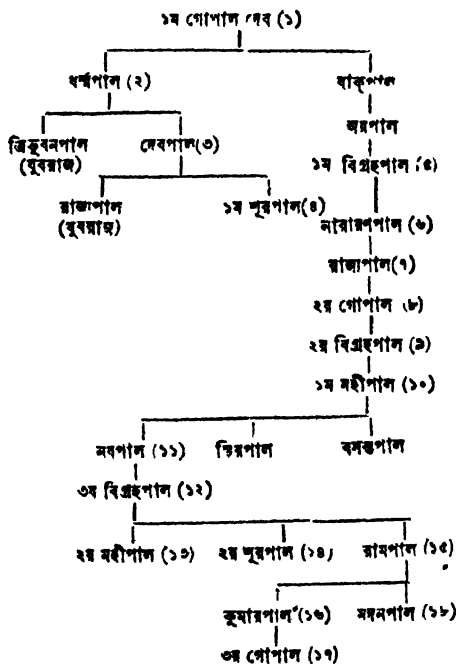 ১ম গোপাল দেব (১)
ধর্ম্মপাল (২) বাক্‌পাল
জয়পাল
ত্রিভুবনপাল দেবপাল(৩)
(যুবরাজ) ১ম বিগ্রহপাল (৫)
রাজ্যপাল ১ম শূরপাল(৪)
(যুবরাজ) নারায়ণপাল (৬)
রাজ্যপাল(৭)
২য় গোপাল (৮)
২য় বিগ্রহপাল (৯)
১ম মহীপাল (১০)
নয়পাল (১১) স্থিরপাল বসন্তপাল
৩য় বিগ্রহপাল (১২)
২য় মহীপাল (১৩) ২য় শূরপাল (১৪) রামপাল (১৫)
কুমারপাল (১৬) মদনপাল (১৮)
৩য় গোপাল (১৭)